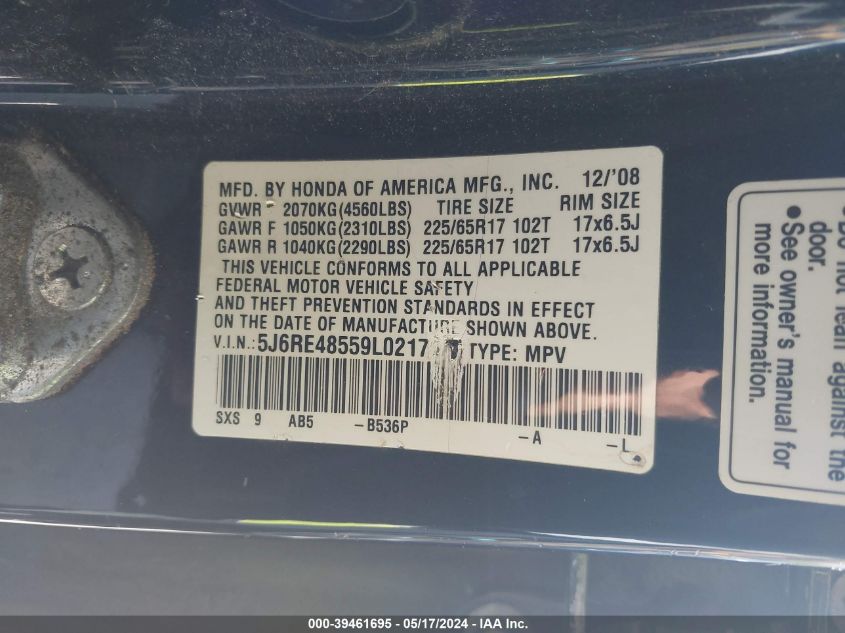 MFD. BY HONDA OF AMERICA MFG., INC. 12/'08
GVWR 2070KG(4560LBS) TIRE SIZE RIM SIZE
GAWR F 1050KG(2310LBS) 225/65R17 102T 17x6.5J
GAWR R 1040KG(2290LBS) 225/65R17 102T 17x6.5J
THIS VEHICLE CONFORMS TO ALL APPLICABLE
FEDERAL MOTOR VEHICLE SAFETY
AND THEFT PREVENTION STANDARDS IN EFFECT
ON THE DATE OF MANUFACTURE SHOWN ABOVE.
V.I.N.: 5J6RE48559L0217 TYPE: MPV
SXS 9 AB5 -B536P -A -L
not lean against the
door.
● See owner's manual for
more information.
000-39461695 - 05/17/2024 - IAA Inc.